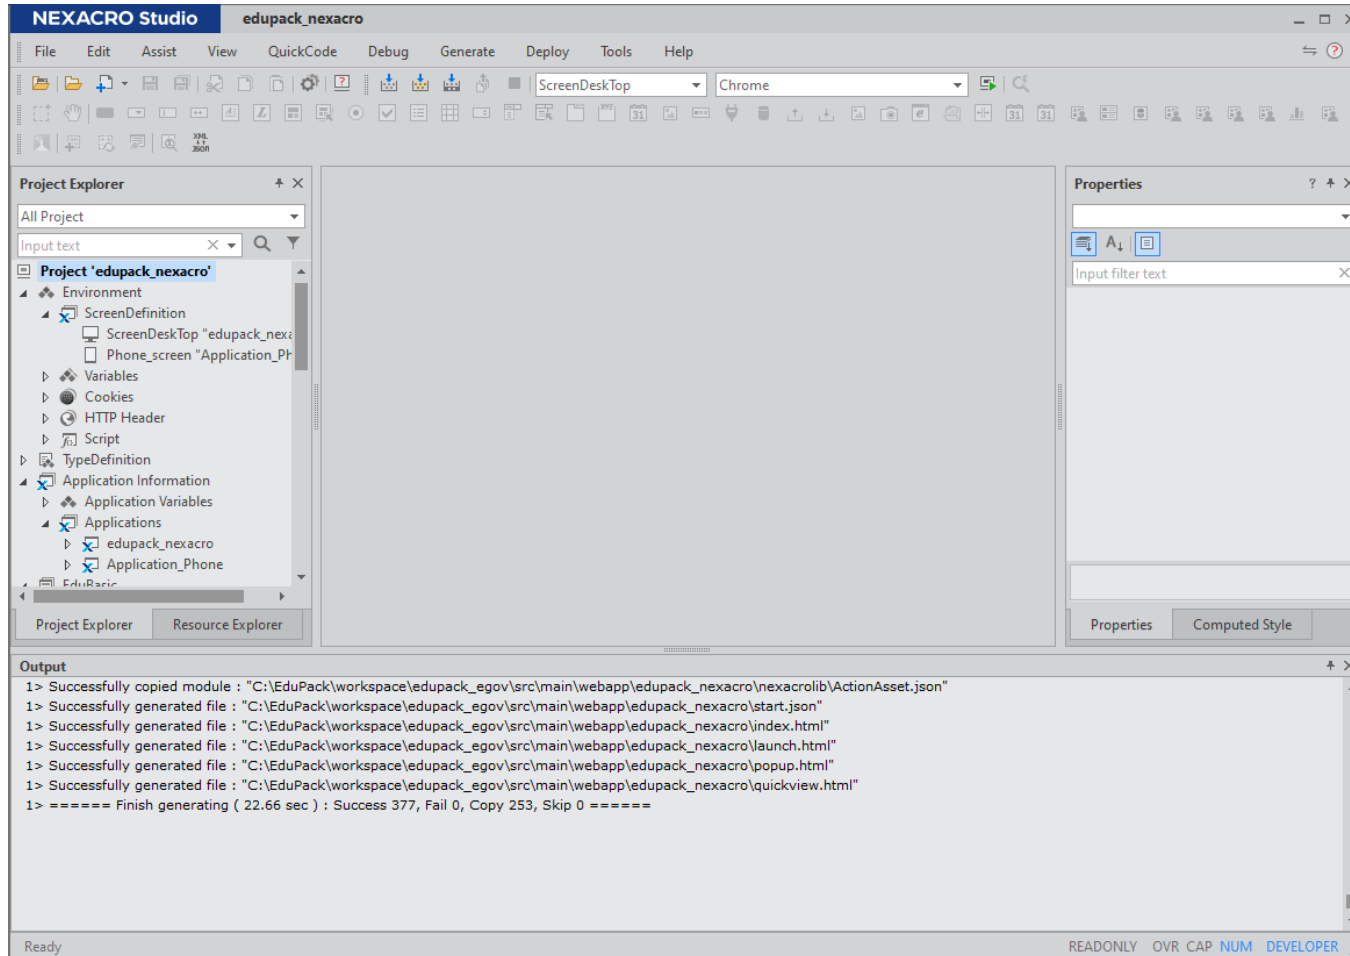 NEXACRO Studio edupack_nexacro
File Edit Assist View QuickCode Debug Generate Deploy Tools Help
ScreenDeskTop Chrome
XML
JSON
Project Explorer
All Project
Input text
Project 'edupack_nexacro'
Environment
ScreenDefinition
ScreenDeskTop "edupack_nexa
Phone_screen "Application_Ph
Variables
Cookies
HTTP Header
Script
TypeDefinition
Application Information
Application Variables
Applications
edupack_nexacro
Application_Phone
EduBasic
Project Explorer Resource Explorer
Properties
Input filter text
Properties Computed Style
Output
1> Successfully copied module : "C:\EduPack\workspace\edupack_egov\src\main\webapp\edupack_nexacro\nexacrolib\ActionAsset.json"
1> Successfully generated file : "C:\EduPack\workspace\edupack_egov\src\main\webapp\edupack_nexacro\start.json"
1> Successfully generated file : "C:\EduPack\workspace\edupack_egov\src\main\webapp\edupack_nexacro\index.html"
1> Successfully generated file : "C:\EduPack\workspace\edupack_egov\src\main\webapp\edupack_nexacro\launch.html"
1> Successfully generated file : "C:\EduPack\workspace\edupack_egov\src\main\webapp\edupack_nexacro\popup.html"
1> Successfully generated file : "C:\EduPack\workspace\edupack_egov\src\main\webapp\edupack_nexacro\quickview.html"
1> ====== Finish generating ( 22.66 sec ) : Success 377, Fail 0, Copy 253, Skip 0 ======
Ready READONLY OVR CAP NUM DEVELOPER